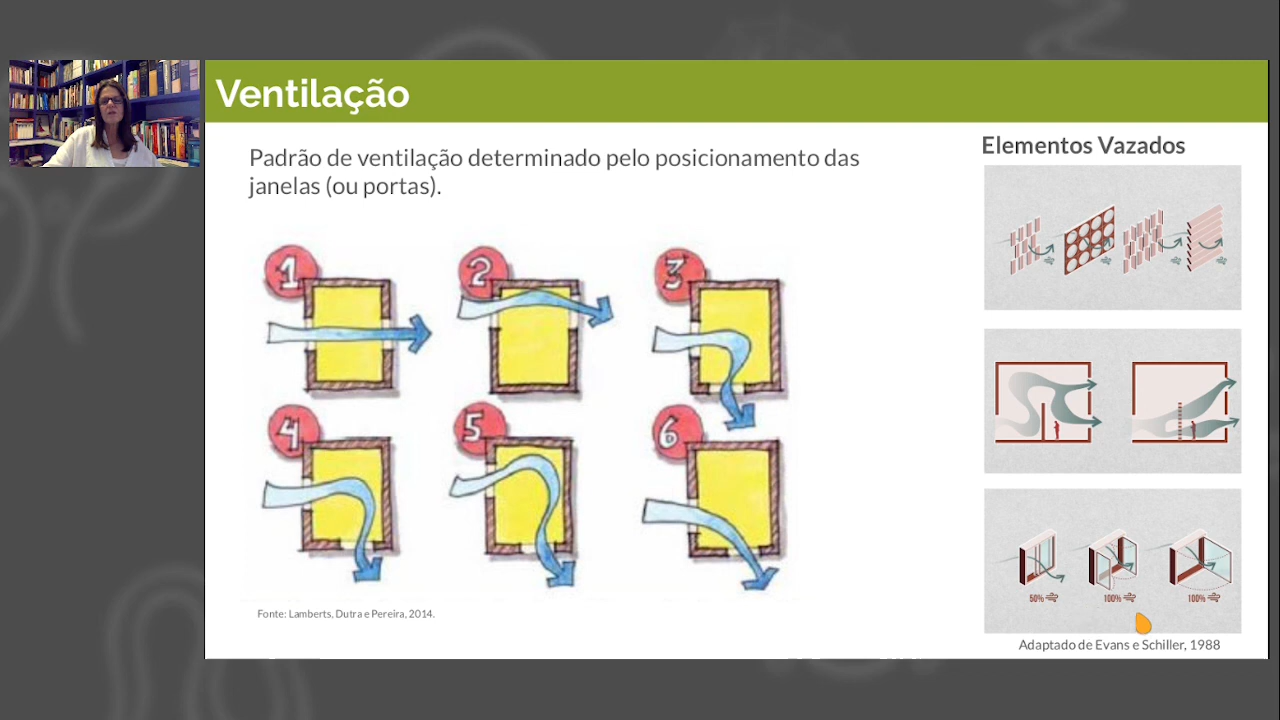 Ventilação
Padrão de ventilação determinado pelo posicionamento das
janelas (ou portas).
1
2
3
4
5
6
Fonte: Lamberts, Dutra e Pereira, 2014.
Elementos Vazados
50%
100%
100%
Adaptado de Evans e Schiller, 1988